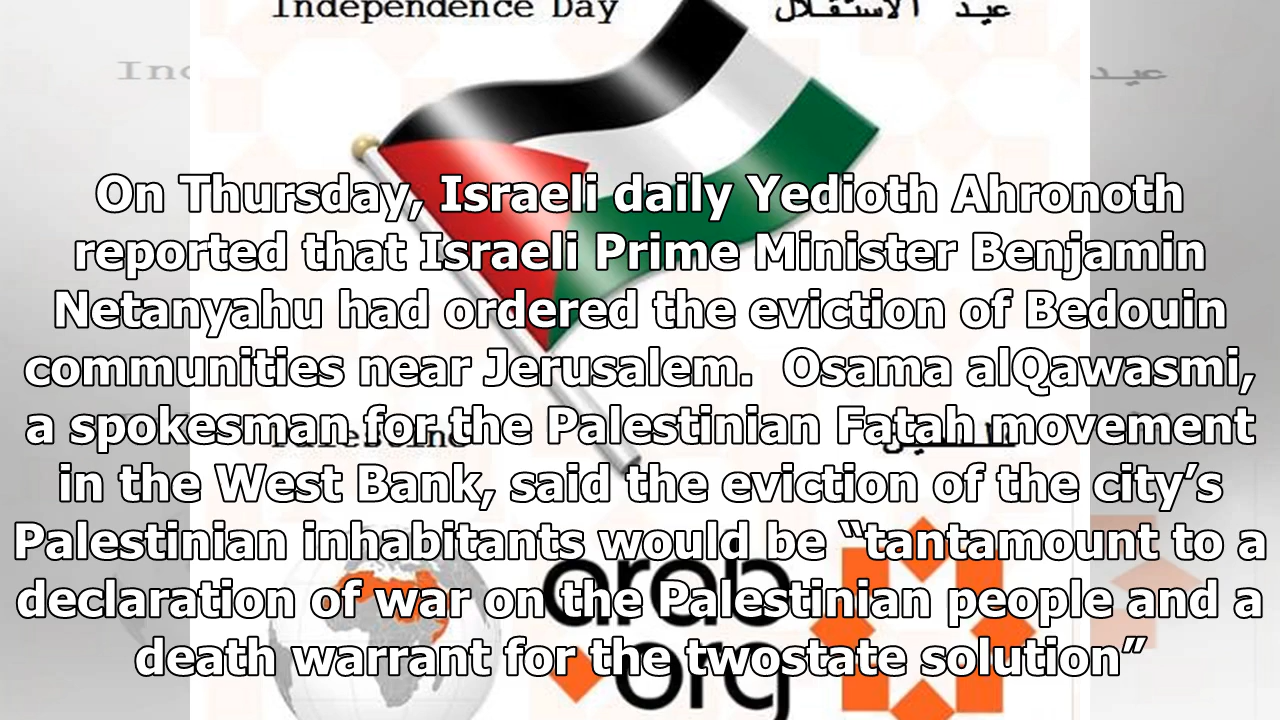 Independence Day
عيد الاستقلال
On Thursday, Israeli daily Yedioth Ahronoth
reported that Israeli Prime Minister Benjamin
Netanyahu had ordered the eviction of Bedouin
communities near Jerusalem. Osama alQawasmi,
a spokesman for the Palestinian Fatah movement
in the West Bank, said the eviction of the city’s
Palestinian inhabitants would be “tantamount to a
declaration of war on the Palestinian people and a
death warrant for the twostate solution”
arab
org